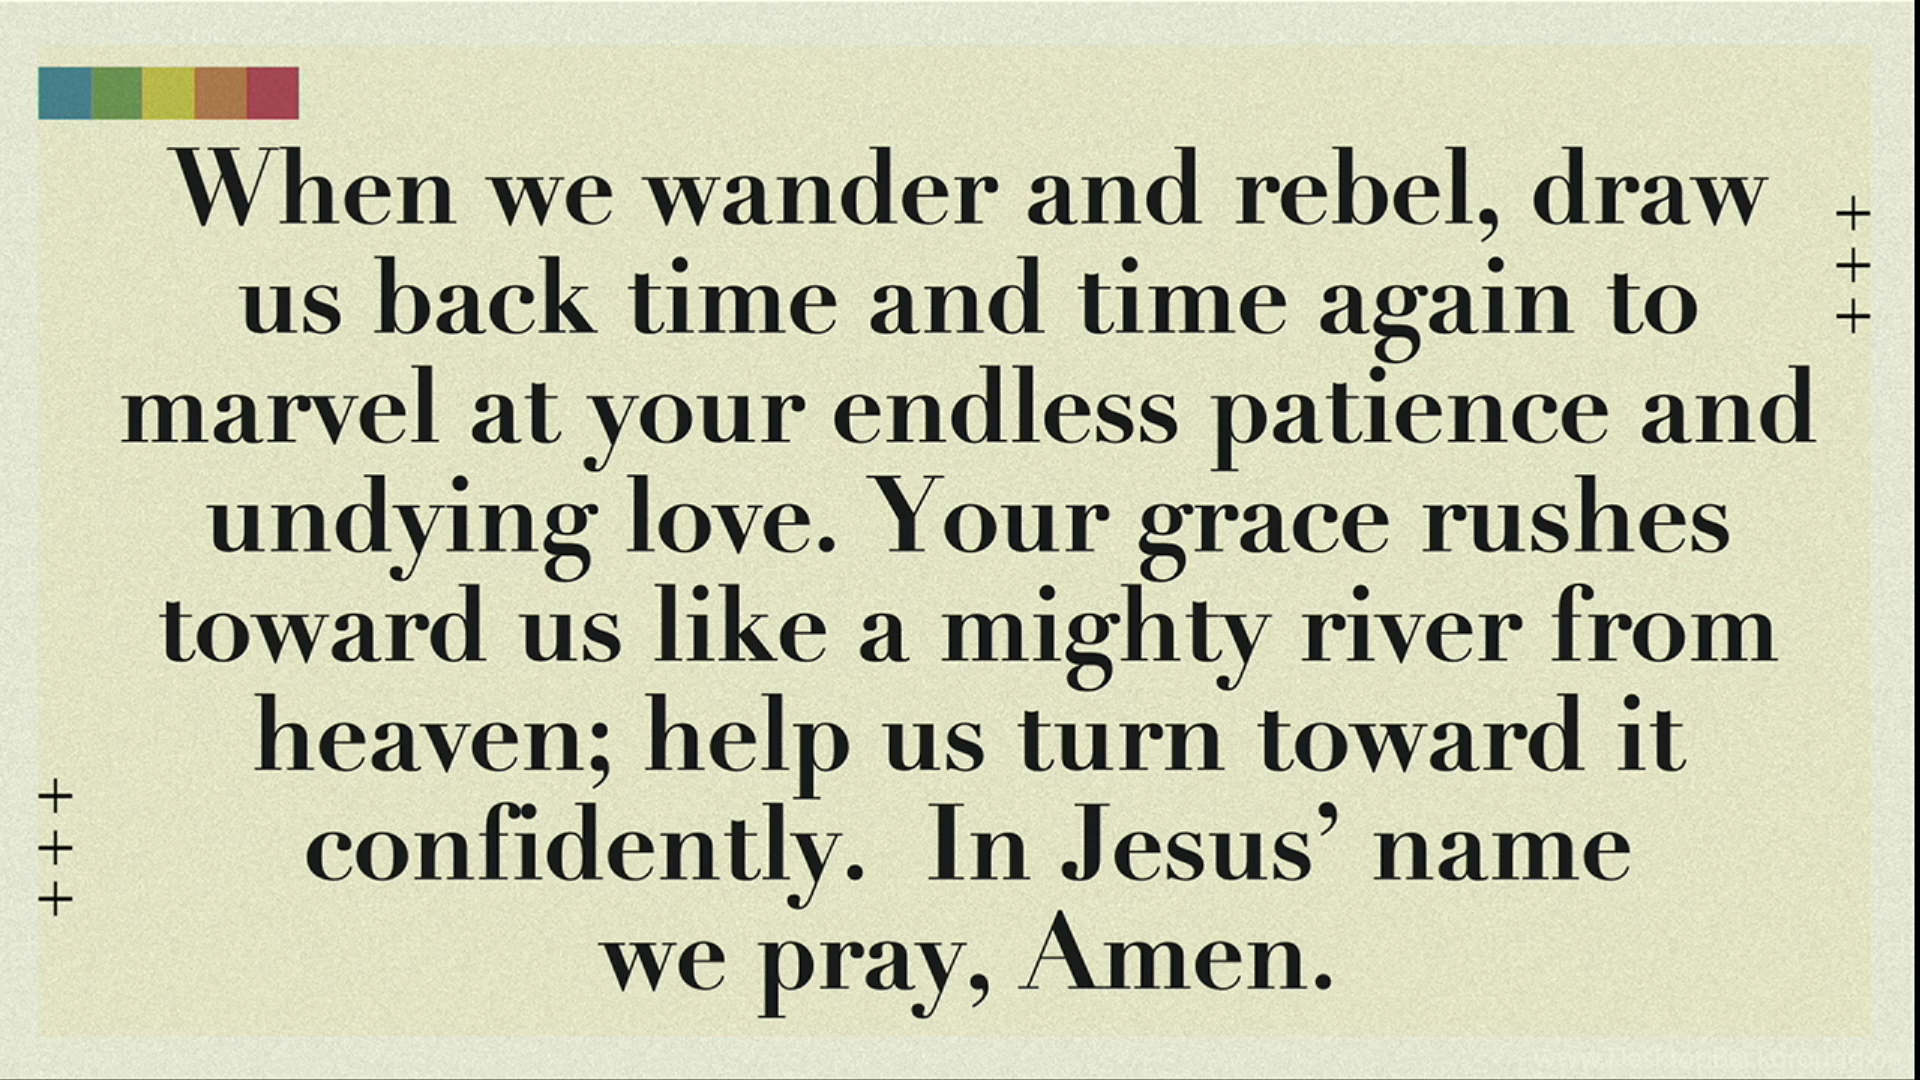 When we wander and rebel, draw
us back time and time again to
marvel at your endless patience and
undying love. Your grace rushes
toward us like a mighty river from
heaven; help us turn toward it
confidently.  In Jesus’ name
we pray, Amen.